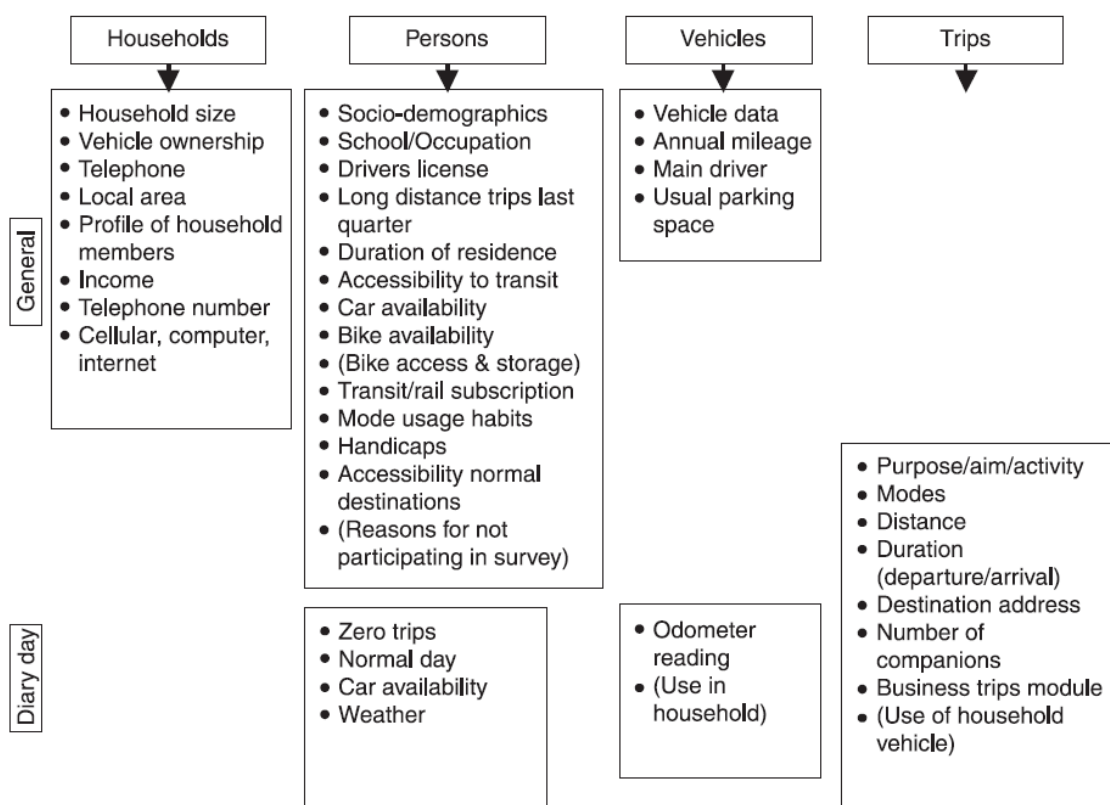 Households
Persons
Vehicles
Trips
General
• Household size
• Vehicle ownership
• Telephone
• Local area
• Profile of household
members
• Income
• Telephone number
• Cellular, computer,
internet
• Socio-demographics
• School/Occupation
• Drivers license
• Long distance trips last
quarter
• Duration of residence
• Accessibility to transit
• Car availability
• Bike availability
• (Bike access & storage)
• Transit/rail subscription
• Mode usage habits
• Handicaps
• Accessibility normal
destinations
• (Reasons for not
participating in survey)
• Vehicle data
• Annual mileage
• Main driver
• Usual parking
space
Diary day
• Zero trips
• Normal day
• Car availability
• Weather
• Odometer
reading
• (Use in
household)
• Purpose/aim/activity
• Modes
• Distance
• Duration
(departure/arrival)
• Destination address
• Number of
companions
• Business trips module
• (Use of household
vehicle)